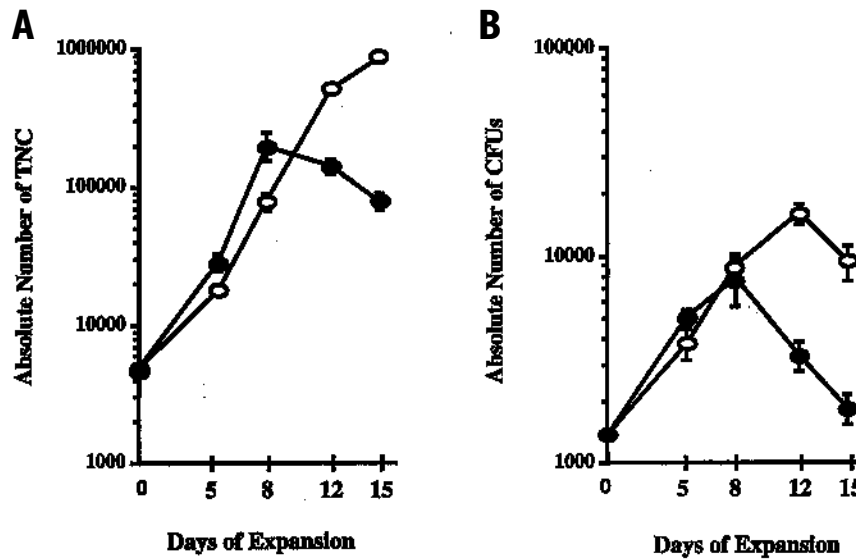 A
Absolute Number of TNC
1000000
100000
10000
1000
0 5 8 12 15
Days of Expansion
B
Absolute Number of CFUs
100000
10000
1000
0 5 8 12 15
Days of Expansion